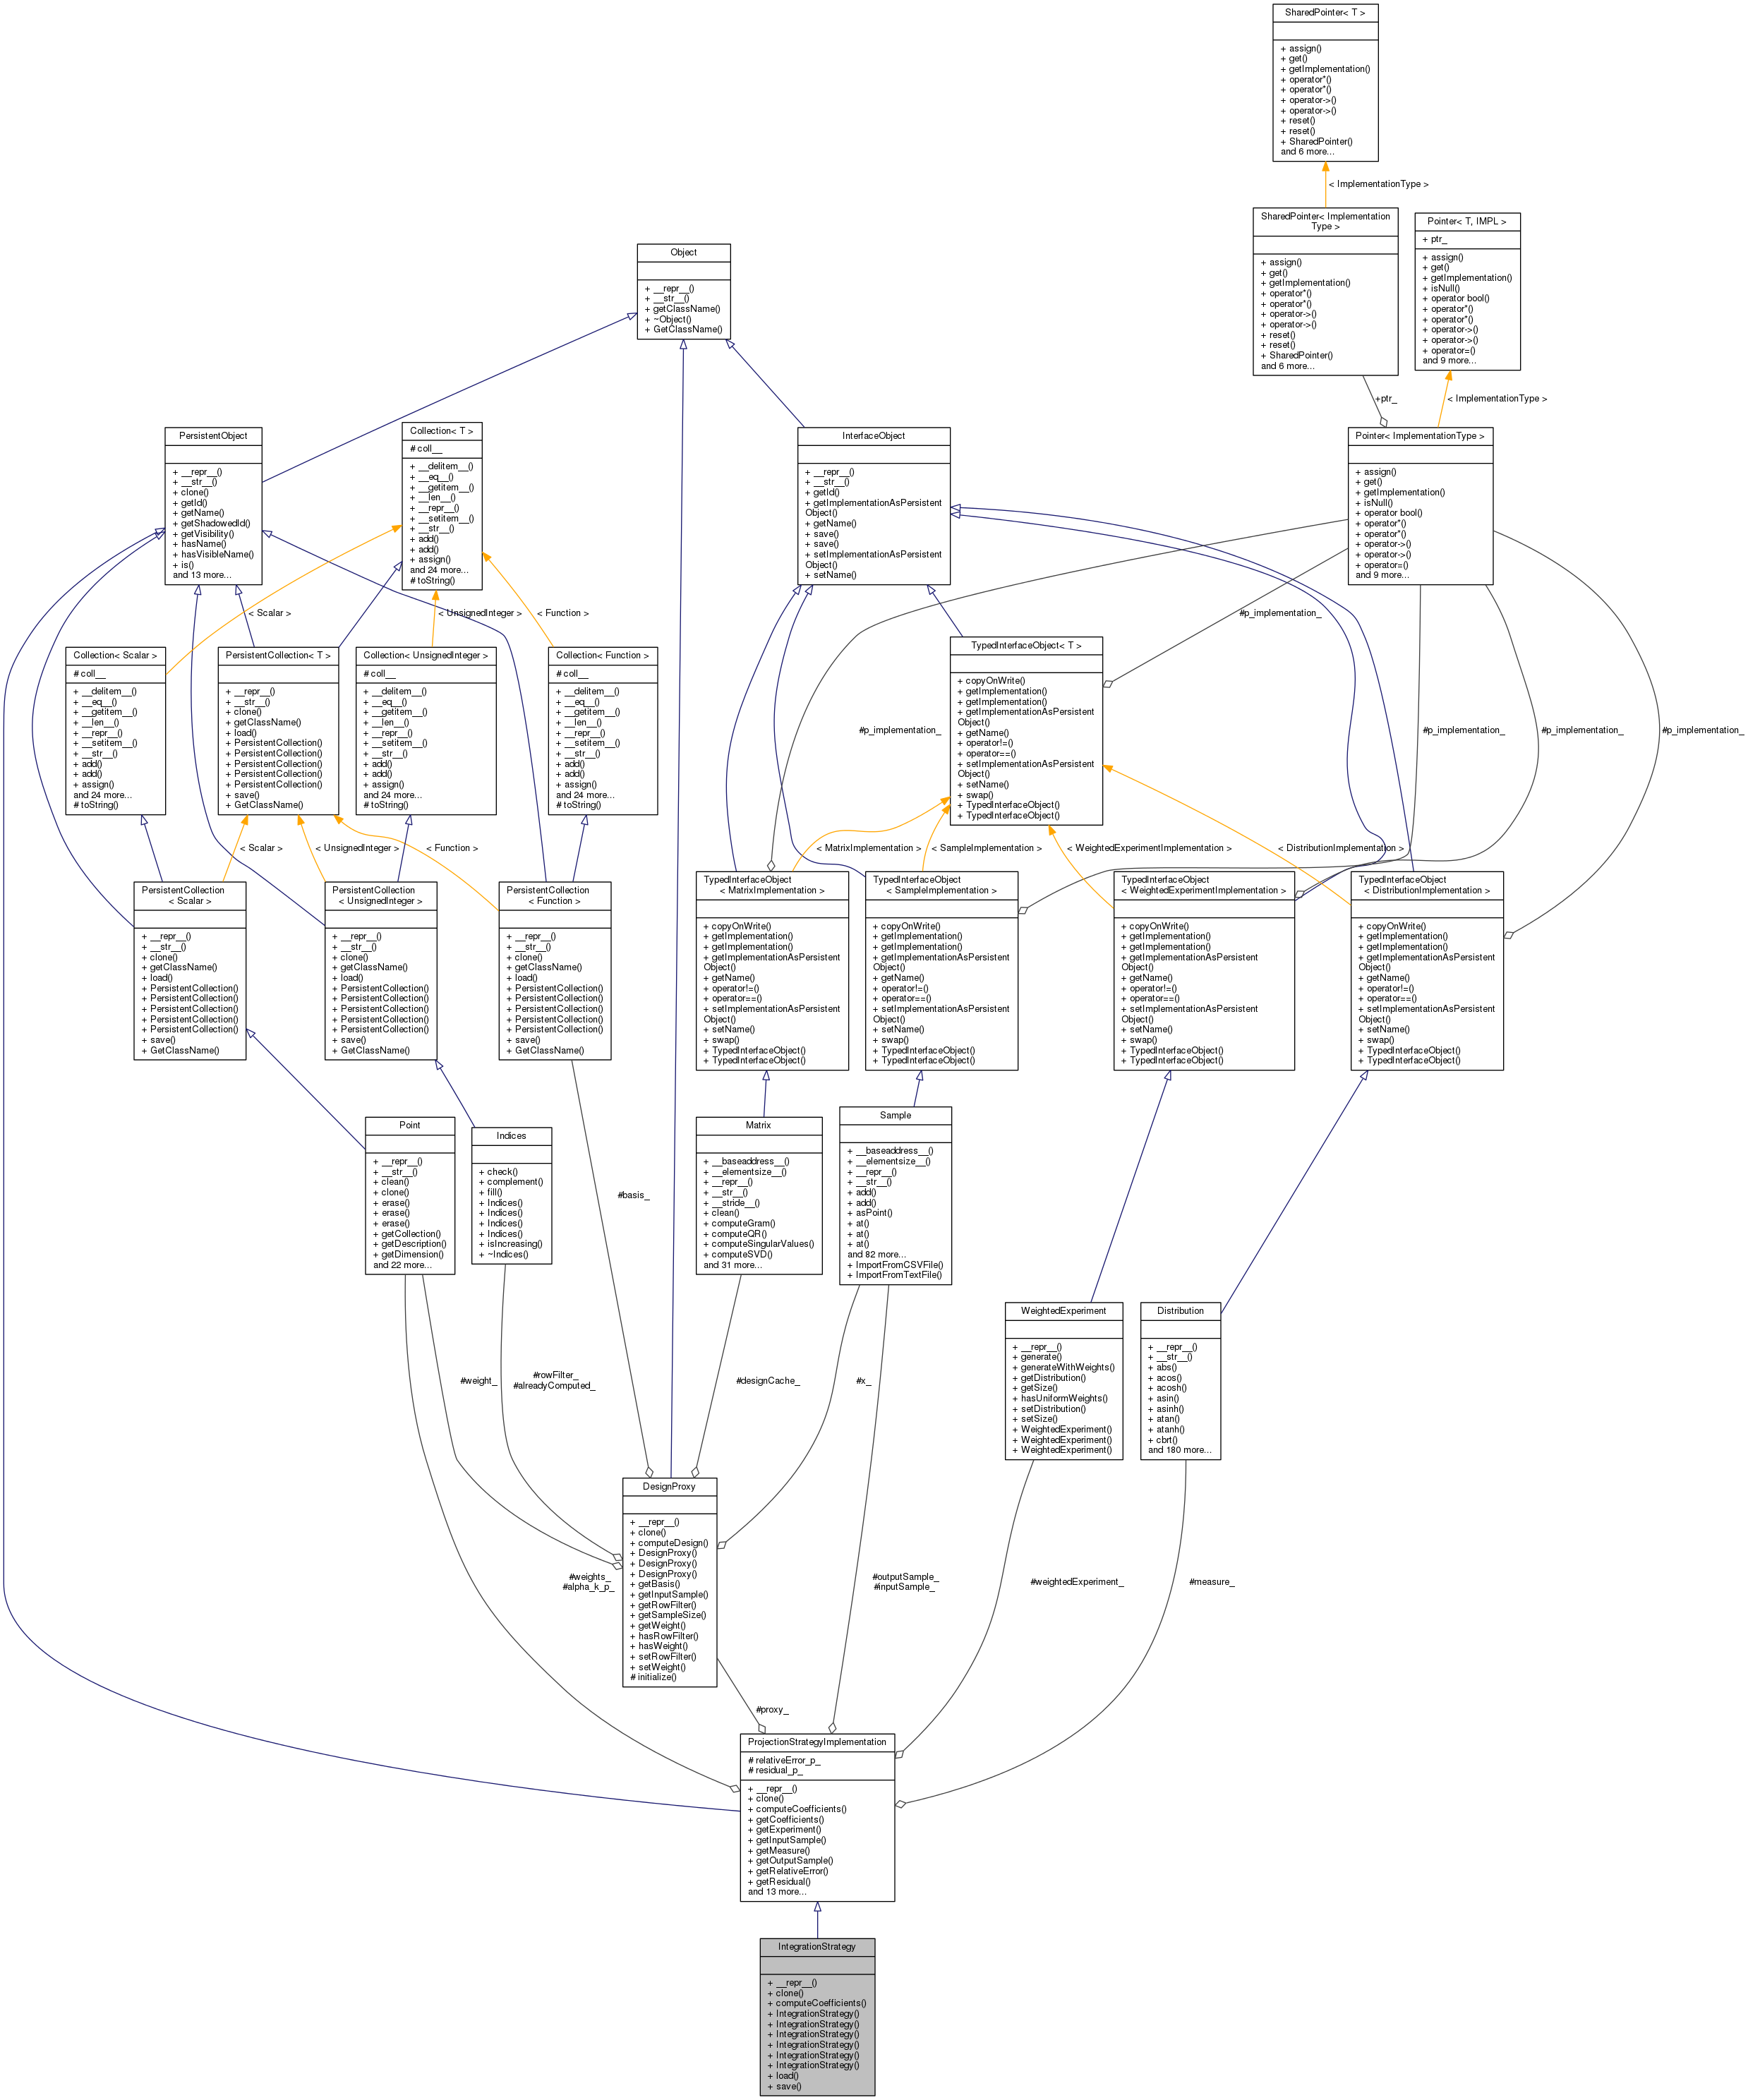 SharedPointer< T >
+ assign()
+ get()
+ getImplementation()
+ operator*()
+ operator*()
+ operator->()
+ operator->()
+ reset()
+ reset()
+ SharedPointer()
and 6 more...
< ImplementationType >
SharedPointer< Implementation
Type >
+ assign()
+ get()
+ getImplementation()
+ operator*()
+ operator*()
+ operator->()
+ operator->()
+ reset()
+ reset()
+ SharedPointer()
and 6 more...
Pointer< T, IMPL >
+ ptr_
+ assign()
+ get()
+ getImplementation()
+ isNull()
+ operator bool()
+ operator*()
+ operator*()
+ operator->()
+ operator->()
+ operator=()
and 9 more...
Object
+ __repr__()
+ __str__()
+ getClassName()
+ ~Object()
+ GetClassName()
+ptr_
< ImplementationType >
PersistentObject
+ __repr__()
+ __str__()
+ clone()
+ getId()
+ getName()
+ getShadowedId()
+ getVisibility()
+ hasName()
+ hasVisibleName()
+ is()
and 13 more...
Collection< T >
# coll__
+ __delitem__()
+ __eq__()
+ __getitem__()
+ __len__()
+ __repr__()
+ __setitem__()
+ __str__()
+ add()
+ add()
+ assign()
and 24 more...
# toString()
InterfaceObject
+ __repr__()
+ __str__()
+ getId()
+ getImplementationAsPersistent
Object()
+ getName()
+ save()
+ save()
+ setImplementationAsPersistent
Object()
+ setName()
Pointer< ImplementationType >
+ assign()
+ get()
+ getImplementation()
+ isNull()
+ operator bool()
+ operator*()
+ operator*()
+ operator->()
+ operator->()
+ operator=()
and 9 more...
< Scalar >
< UnsignedInteger >
< Function >
#p_implementation_
Collection< Scalar >
# coll__
+ __delitem__()
+ __eq__()
+ __getitem__()
+ __len__()
+ __repr__()
+ __setitem__()
+ __str__()
+ add()
+ add()
+ assign()
and 24 more...
# toString()
PersistentCollection< T >
+ __repr__()
+ __str__()
+ clone()
+ getClassName()
+ load()
+ PersistentCollection()
+ PersistentCollection()
+ PersistentCollection()
+ PersistentCollection()
+ PersistentCollection()
+ save()
+ GetClassName()
Collection< UnsignedInteger >
# coll__
+ __delitem__()
+ __eq__()
+ __getitem__()
+ __len__()
+ __repr__()
+ __setitem__()
+ __str__()
+ add()
+ add()
+ assign()
and 24 more...
# toString()
Collection< Function >
# coll__
+ __delitem__()
+ __eq__()
+ __getitem__()
+ __len__()
+ __repr__()
+ __setitem__()
+ __str__()
+ add()
+ add()
+ assign()
and 24 more...
# toString()
TypedInterfaceObject< T >
+ copyOnWrite()
+ getImplementation()
+ getImplementation()
+ getImplementationAsPersistent
Object()
+ getName()
+ operator!=()
+ operator==()
+ setImplementationAsPersistent
Object()
+ setName()
+ swap()
+ TypedInterfaceObject()
+ TypedInterfaceObject()
#p_implementation_
#p_implementation_
#p_implementation_
#p_implementation_
< Scalar >
< UnsignedInteger >
< Function >
< MatrixImplementation >
< SampleImplementation >
< WeightedExperimentImplementation >
< DistributionImplementation >
PersistentCollection
< Scalar >
+ __repr__()
+ __str__()
+ clone()
+ getClassName()
+ load()
+ PersistentCollection()
+ PersistentCollection()
+ PersistentCollection()
+ PersistentCollection()
+ PersistentCollection()
+ save()
+ GetClassName()
PersistentCollection
< UnsignedInteger >
+ __repr__()
+ __str__()
+ clone()
+ getClassName()
+ load()
+ PersistentCollection()
+ PersistentCollection()
+ PersistentCollection()
+ PersistentCollection()
+ PersistentCollection()
+ save()
+ GetClassName()
PersistentCollection
< Function >
+ __repr__()
+ __str__()
+ clone()
+ getClassName()
+ load()
+ PersistentCollection()
+ PersistentCollection()
+ PersistentCollection()
+ PersistentCollection()
+ PersistentCollection()
+ save()
+ GetClassName()
TypedInterfaceObject
< MatrixImplementation >
+ copyOnWrite()
+ getImplementation()
+ getImplementation()
+ getImplementationAsPersistent
Object()
+ getName()
+ operator!=()
+ operator==()
+ setImplementationAsPersistent
Object()
+ setName()
+ swap()
+ TypedInterfaceObject()
+ TypedInterfaceObject()
TypedInterfaceObject
< SampleImplementation >
+ copyOnWrite()
+ getImplementation()
+ getImplementation()
+ getImplementationAsPersistent
Object()
+ getName()
+ operator!=()
+ operator==()
+ setImplementationAsPersistent
Object()
+ setName()
+ swap()
+ TypedInterfaceObject()
+ TypedInterfaceObject()
TypedInterfaceObject
< WeightedExperimentImplementation >
+ copyOnWrite()
+ getImplementation()
+ getImplementation()
+ getImplementationAsPersistent
Object()
+ getName()
+ operator!=()
+ operator==()
+ setImplementationAsPersistent
Object()
+ setName()
+ swap()
+ TypedInterfaceObject()
+ TypedInterfaceObject()
TypedInterfaceObject
< DistributionImplementation >
+ copyOnWrite()
+ getImplementation()
+ getImplementation()
+ getImplementationAsPersistent
Object()
+ getName()
+ operator!=()
+ operator==()
+ setImplementationAsPersistent
Object()
+ setName()
+ swap()
+ TypedInterfaceObject()
+ TypedInterfaceObject()
Point
+ __repr__()
+ __str__()
+ clean()
+ clone()
+ erase()
+ erase()
+ erase()
+ getCollection()
+ getDescription()
+ getDimension()
and 22 more...
Indices
+ check()
+ complement()
+ fill()
+ Indices()
+ Indices()
+ Indices()
+ Indices()
+ isIncreasing()
+ ~Indices()
#basis_
Matrix
+ __baseaddress__()
+ __elementsize__()
+ __repr__()
+ __str__()
+ __stride__()
+ clean()
+ computeGram()
+ computeQR()
+ computeSingularValues()
+ computeSVD()
and 31 more...
Sample
+ __baseaddress__()
+ __elementsize__()
+ __repr__()
+ __str__()
+ add()
+ add()
+ asPoint()
+ at()
+ at()
+ at()
and 82 more...
+ ImportFromCSVFile()
+ ImportFromTextFile()
WeightedExperiment
+ __repr__()
+ generate()
+ generateWithWeights()
+ getDistribution()
+ getSize()
+ hasUniformWeights()
+ setDistribution()
+ setSize()
+ WeightedExperiment()
+ WeightedExperiment()
+ WeightedExperiment()
Distribution
+ __repr__()
+ __str__()
+ abs()
+ acos()
+ acosh()
+ asin()
+ asinh()
+ atan()
+ atanh()
+ cbrt()
and 180 more...
#weight_
#rowFilter_
#alreadyComputed_
#designCache_
#x_
DesignProxy
+ __repr__()
+ clone()
+ computeDesign()
+ DesignProxy()
+ DesignProxy()
+ DesignProxy()
+ getBasis()
+ getInputSample()
+ getRowFilter()
+ getSampleSize()
+ getWeight()
+ hasRowFilter()
+ hasWeight()
+ setRowFilter()
+ setWeight()
# initialize()
#weights_
#alpha_k_p_
#outputSample_
#inputSample_
#weightedExperiment_
#measure_
#proxy_
ProjectionStrategyImplementation
# relativeError_p_
# residual_p_
+ __repr__()
+ clone()
+ computeCoefficients()
+ getCoefficients()
+ getExperiment()
+ getInputSample()
+ getMeasure()
+ getOutputSample()
+ getRelativeError()
+ getResidual()
and 13 more...
IntegrationStrategy
+ __repr__()
+ clone()
+ computeCoefficients()
+ IntegrationStrategy()
+ IntegrationStrategy()
+ IntegrationStrategy()
+ IntegrationStrategy()
+ IntegrationStrategy()
+ IntegrationStrategy()
+ load()
+ save()